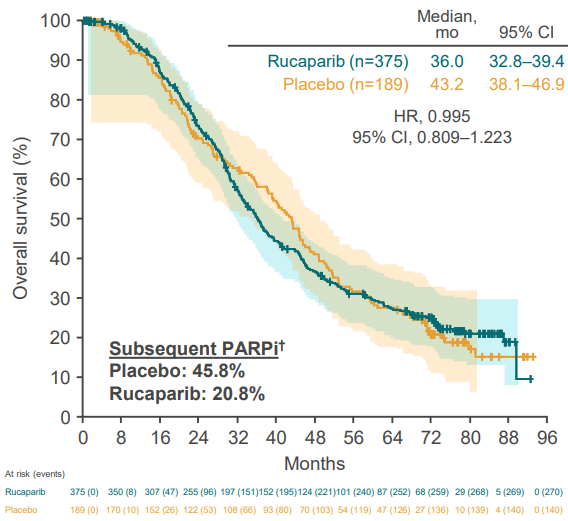 Median, mo 95% CI
Rucaparib (n=375) 36.0 32.8–39.4
Placebo (n=189) 43.2 38.1–46.9
HR, 0.995
95% CI, 0.809–1.223
Overall survival (%)
100
90
80
70
60
50
40
30
20
10
0
Subsequent PARPi†
Placebo: 45.8%
Rucaparib: 20.8%
0 8 16 24 32 40 48 56 64 72 80 88 96
Months
At risk (events)
Rucaparib 375 (0) 350 (8) 307 (47) 255 (96) 197 (151) 152 (195) 124 (221) 101 (240) 87 (252) 68 (259) 29 (268) 5 (269) 0 (270)
Placebo 189 (0) 170 (10) 152 (26) 122 (53) 108 (66) 93 (80) 70 (103) 54 (119) 47 (126) 27 (136) 10 (139) 4 (140) 0 (140)